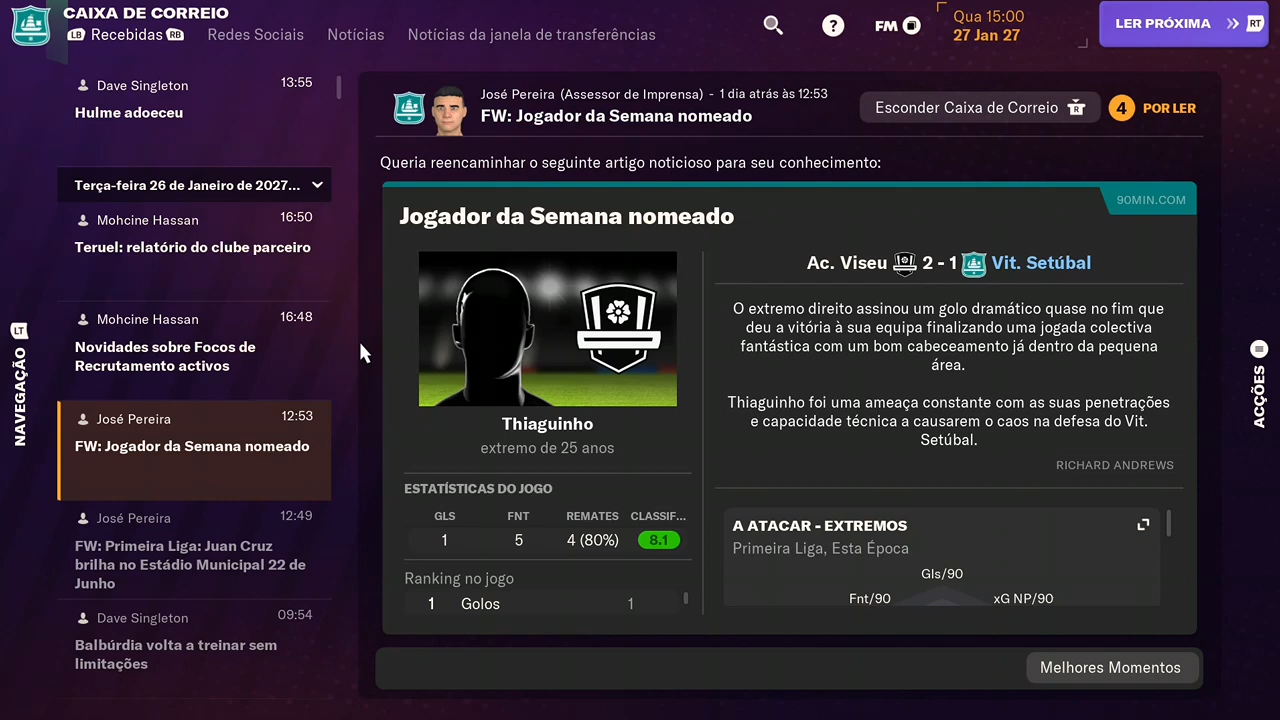 CAIXA DE CORREIO
LB Recebidas RB Redes Sociais Notícias Notícias da janela de transferências
FM
Qua 15:00
27 Jan 27
LER PRÓXIMA RT
Dave Singleton 13:55
Hulme adoeceu
Terça-feira 26 de Janeiro de 2027...
Mohcine Hassan 16:50
Teruel: relatório do clube parceiro
Mohcine Hassan 16:48
Novidades sobre Focos de
Recrutamento activos
José Pereira 12:53
FW: Jogador da Semana nomeado
José Pereira 12:49
FW: Primeira Liga: Juan Cruz
brilha no Estádio Municipal 22 de
Junho
Dave Singleton 09:54
Balbúrdia volta a treinar sem
limitações
LT
NAVEGAÇÃO
José Pereira (Assessor de Imprensa) - 1 dia atrás às 12:53
FW: Jogador da Semana nomeado
Esconder Caixa de Correio R
4 POR LER
Queria reencaminhar o seguinte artigo noticioso para seu conhecimento:
90MIN.COM
Jogador da Semana nomeado
Thiaguinho
extremo de 25 anos
ESTATÍSTICAS DO JOGO
GLS FNT REMATES CLASSIF...
1 5 4 (80%) 8.1
Ranking no jogo
1 Golos 1
Ac. Viseu 2 - 1 Vit. Setúbal
O extremo direito assinou um golo dramático quase no fim que
deu a vitória à sua equipa finalizando uma jogada colectiva
fantástica com um bom cabeceamento já dentro da pequena
área.
Thiaguinho foi uma ameaça constante com as suas penetrações
e capacidade técnica a causarem o caos na defesa do Vit.
Setúbal.
RICHARD ANDREWS
A ATACAR - EXTREMOS
Primeira Liga, Esta Época
Gls/90
Fnt/90 xG NP/90
Melhores Momentos
ACÇÕES